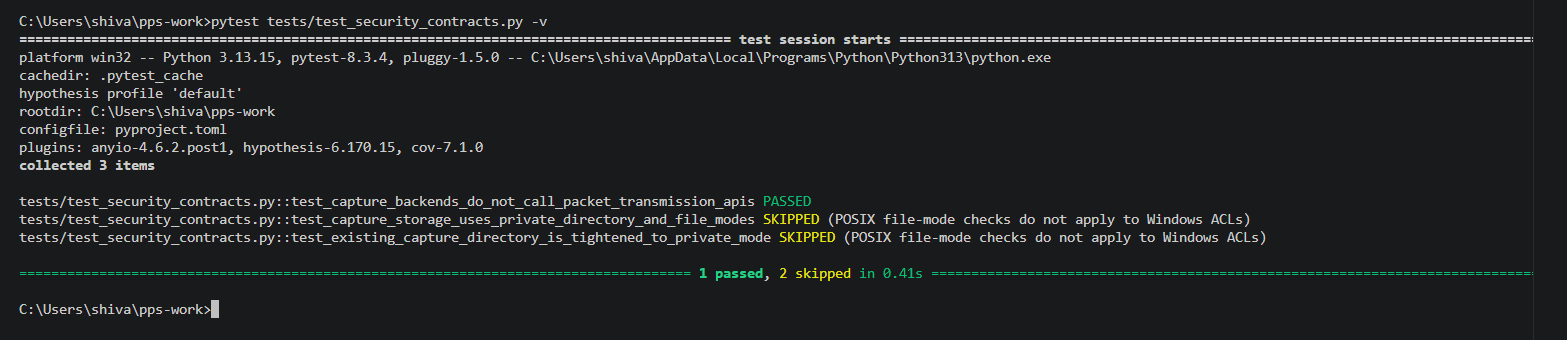 C:\Users\shiva\pps-work>pytest tests/test_security_contracts.py -v
========================================================================================= test session starts ================================================================================
platform win32 -- Python 3.13.15, pytest-8.3.4, pluggy-1.5.0 -- C:\Users\shiva\AppData\Local\Programs\Python\Python313\python.exe
cachedir: .pytest_cache
hypothesis profile 'default'
rootdir: C:\Users\shiva\pps-work
configfile: pyproject.toml
plugins: anyio-4.6.2.post1, hypothesis-6.170.15, cov-7.1.0
collected 3 items
tests/test_security_contracts.py::test_capture_backends_do_not_call_packet_transmission_apis PASSED
tests/test_security_contracts.py::test_capture_storage_uses_private_directory_and_file_modes SKIPPED (POSIX file-mode checks do not apply to Windows ACLs)
tests/test_security_contracts.py::test_existing_capture_directory_is_tightened_to_private_mode SKIPPED (POSIX file-mode checks do not apply to Windows ACLs)
==================================================================================== 1 passed, 2 skipped in 0.41s ============================================================================
C:\Users\shiva\pps-work>